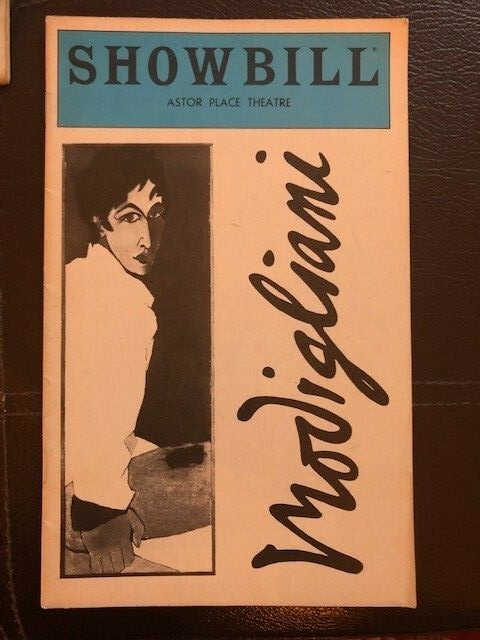 SHOWBILL®
ASTOR PLACE THEATRE
modigliani